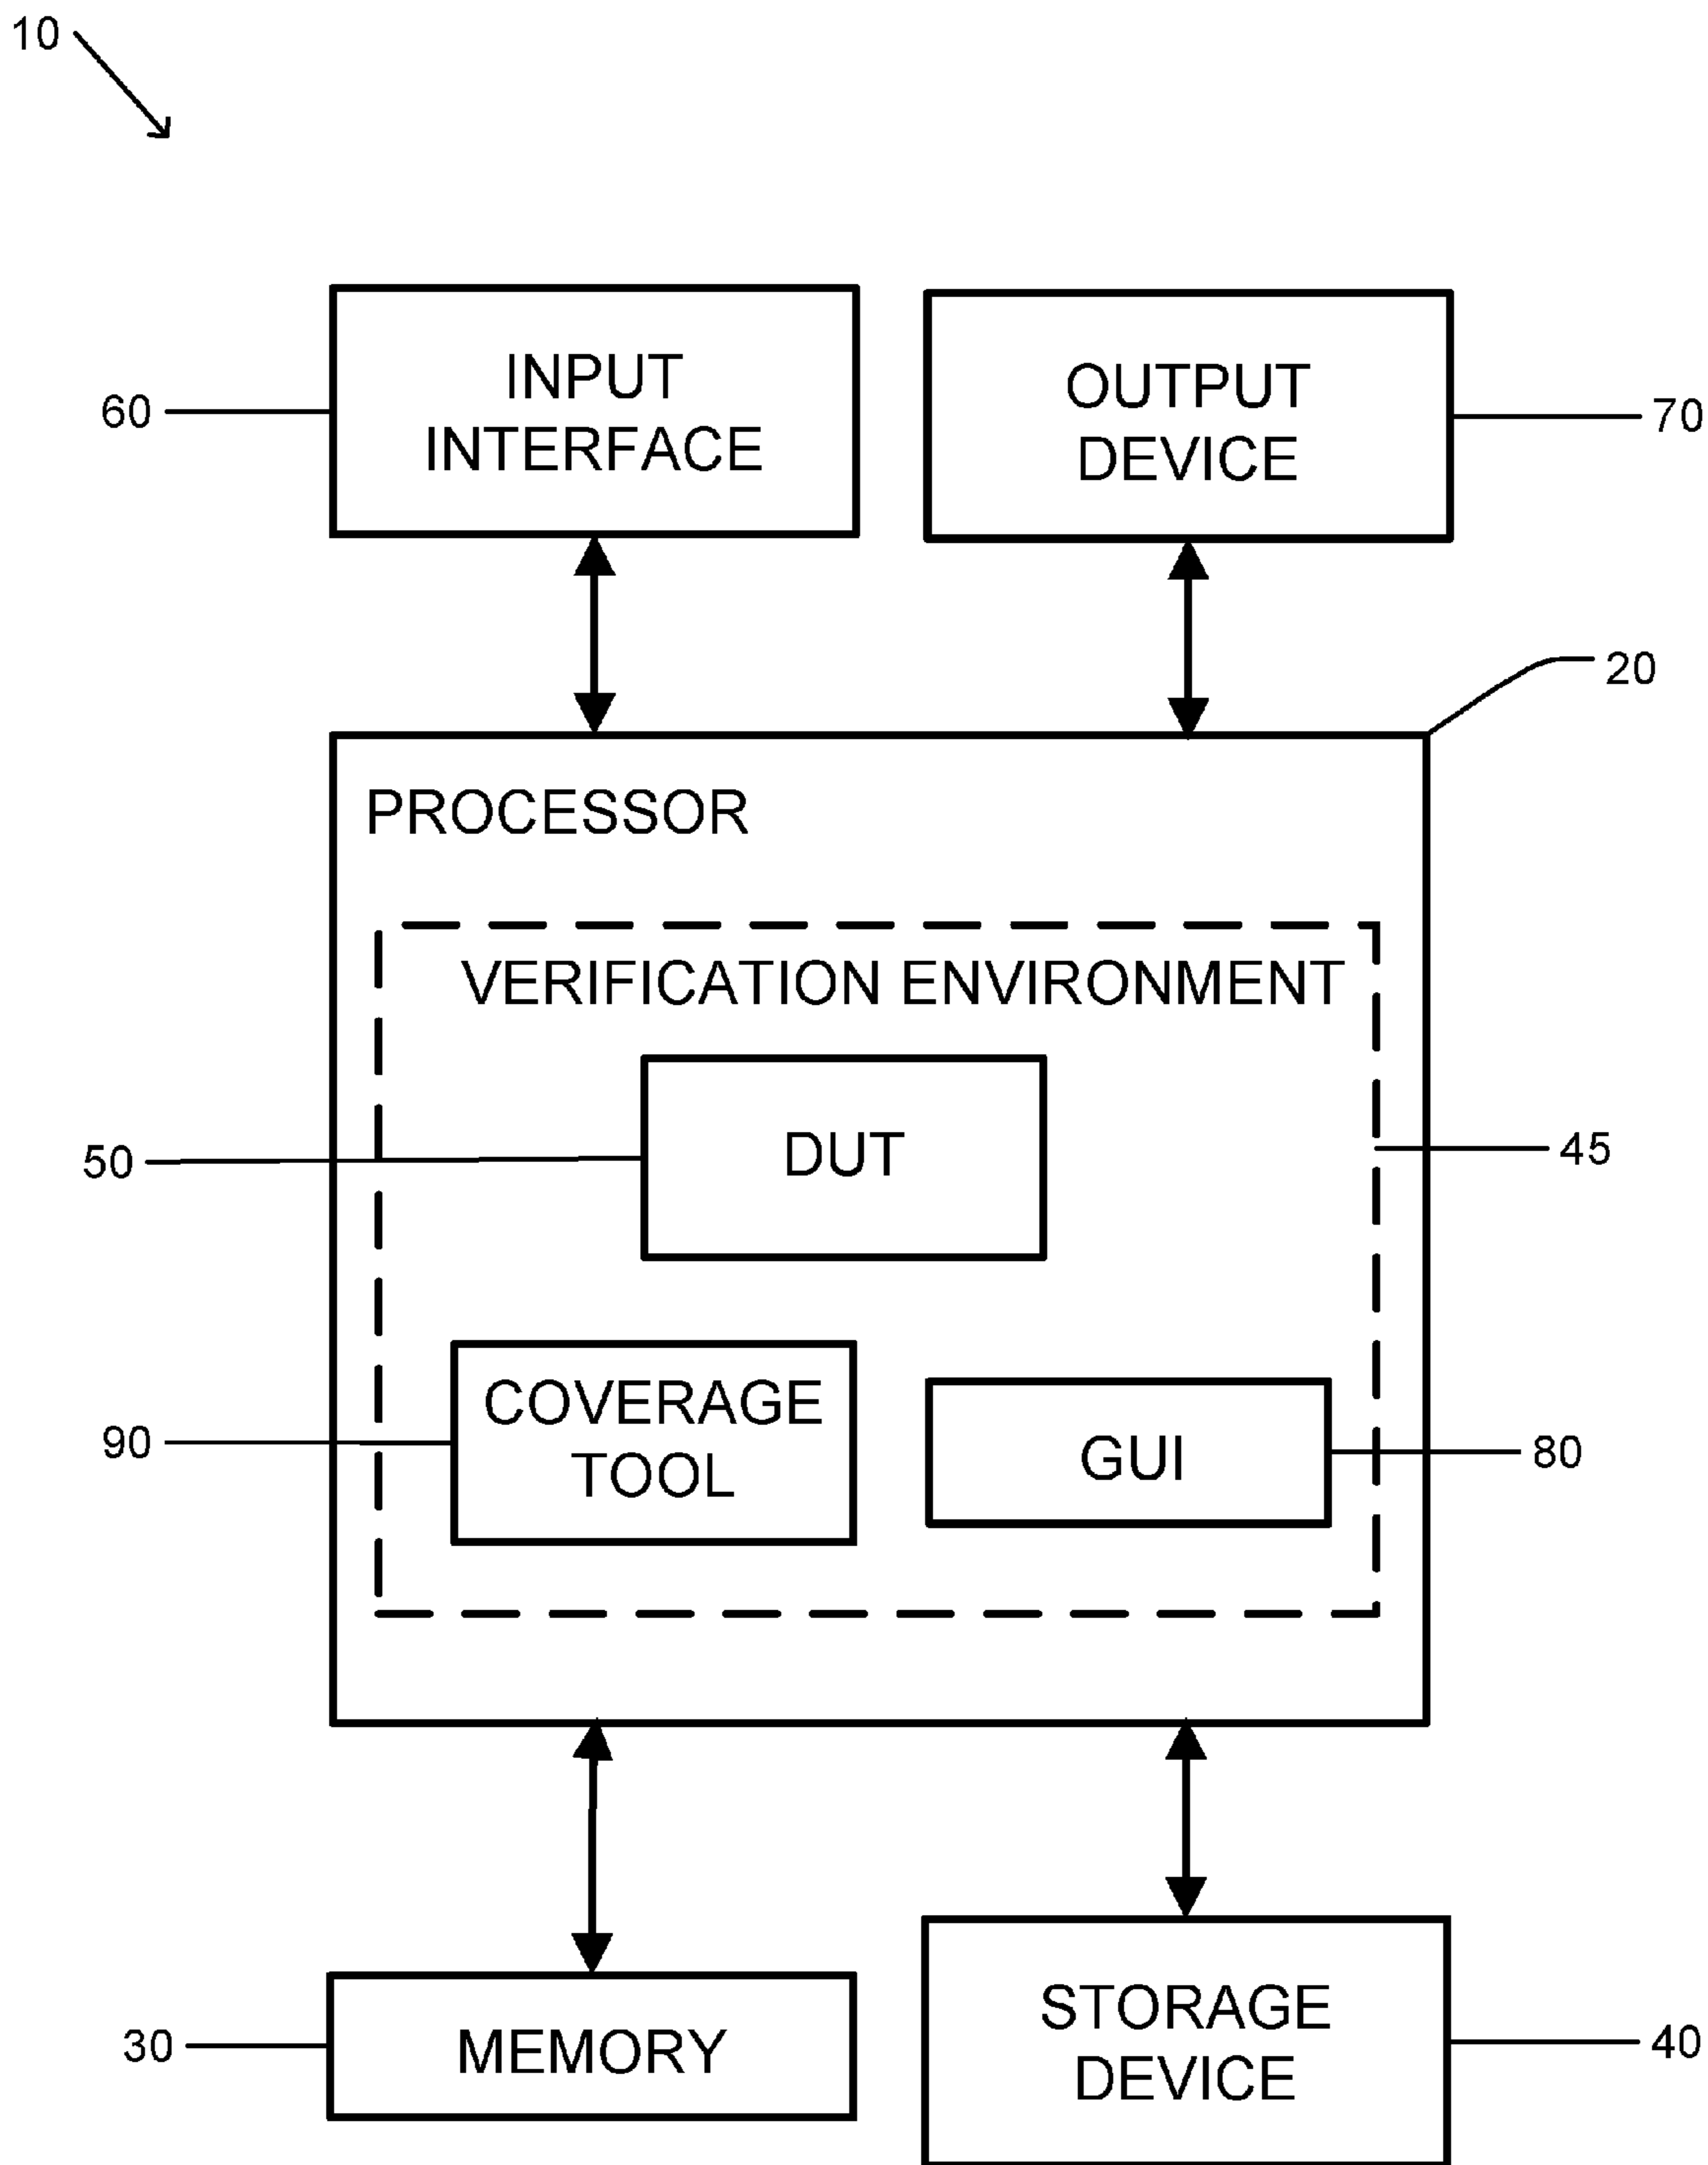 10
INPUT
INTERFACE
60
OUTPUT
DEVICE
70
20
PROCESSOR
VERIFICATION ENVIRONMENT
DUT
50
45
COVERAGE
TOOL
90
GUI
80
MEMORY
30
STORAGE
DEVICE
40